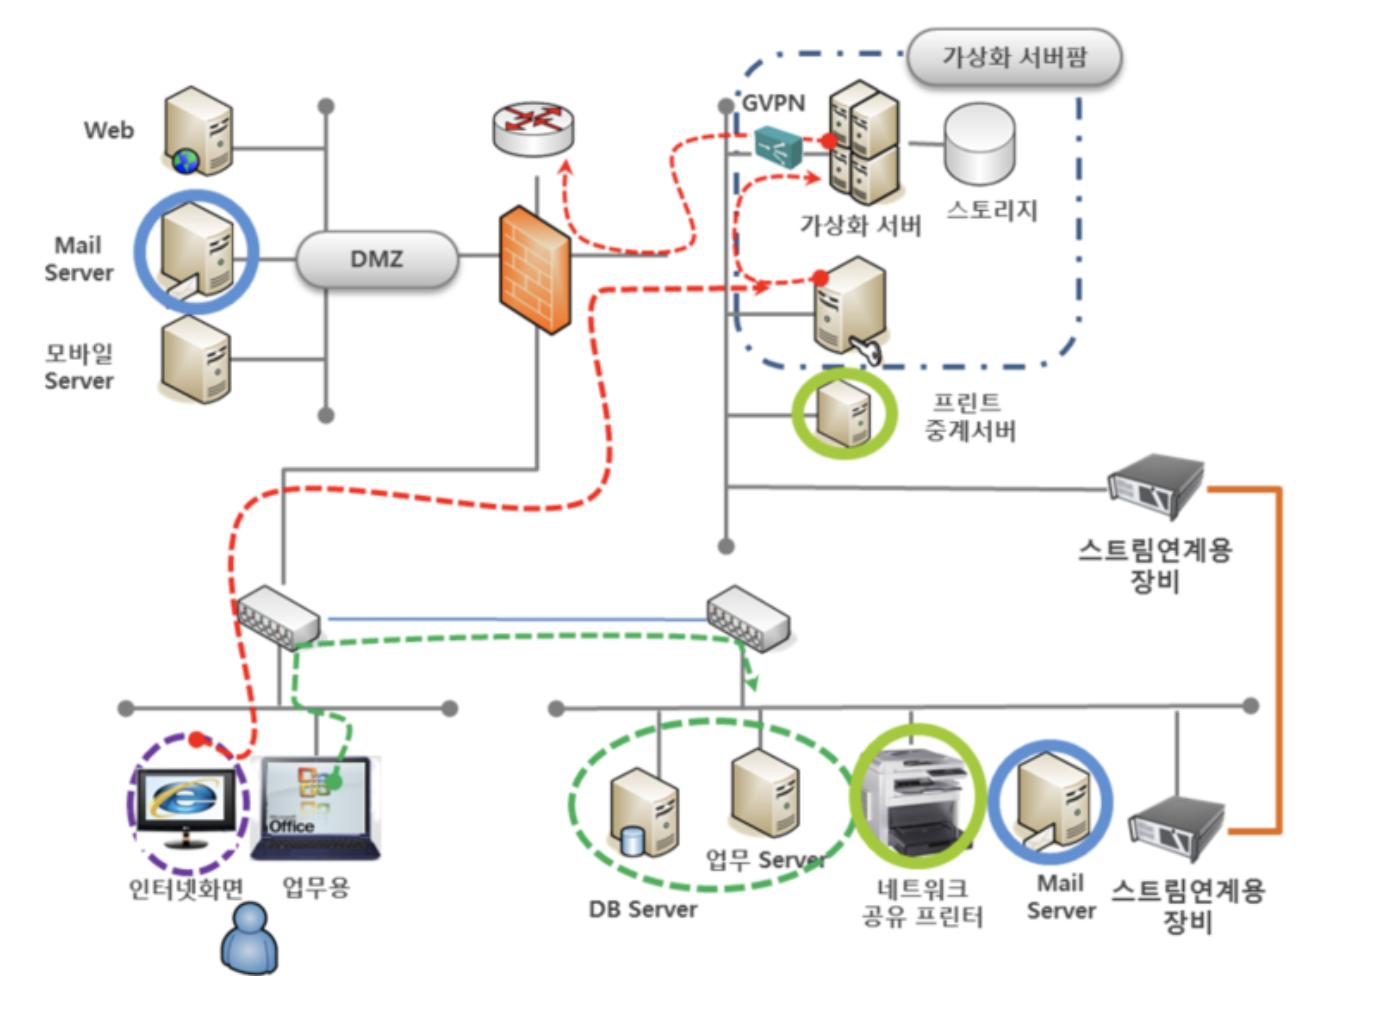 가상화 서버팜
GVPN
Web
가상화 서버
스토리지
Mail
Server
DMZ
모바일
Server
프린트
중계서버
스트림연계용
장비
Office
인터넷화면
업무용
업무 Server
DB Server
네트워크
공유 프린터
Mail
Server
스트림연계용
장비